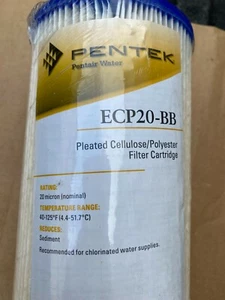 PENTEK
Pentair Water
ECP20-BB
Pleated Cellulose/Polyester
Filter Cartridge
RATING:
20 micron (nominal)
TEMPERATURE RANGE:
40-125°F (4.4-51.7°C)
REDUCES:
Sediment
Recommended for chlorinated water supplies.